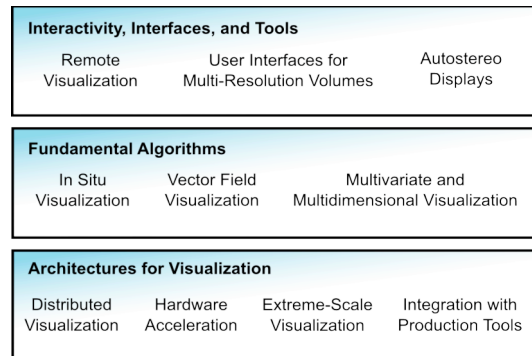 Interactivity, Interfaces, and Tools
Remote Visualization
User Interfaces for Multi-Resolution Volumes
Autostereo Displays
Fundamental Algorithms
In Situ Visualization
Vector Field Visualization
Multivariate and Multidimensional Visualization
Architectures for Visualization
Distributed Visualization
Hardware Acceleration
Extreme-Scale Visualization
Integration with Production Tools